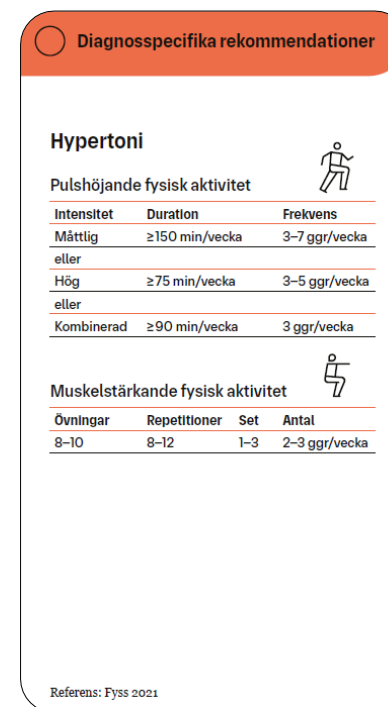 Diagnosspecifika rekommendationer
Hypertoni
Pulshöjande fysisk aktivitet
Intensitet Duration Frekvens
Måttlig ≥150 min/vecka 3–7 ggr/vecka
eller
Hög ≥75 min/vecka 3–5 ggr/vecka
eller
Kombinerad ≥90 min/vecka 3 ggr/vecka
Muskelstärkande fysisk aktivitet
Övningar Repetitioner Set Antal
8–10 8–12 1–3 2–3 ggr/vecka
Referens: Fyss 2021